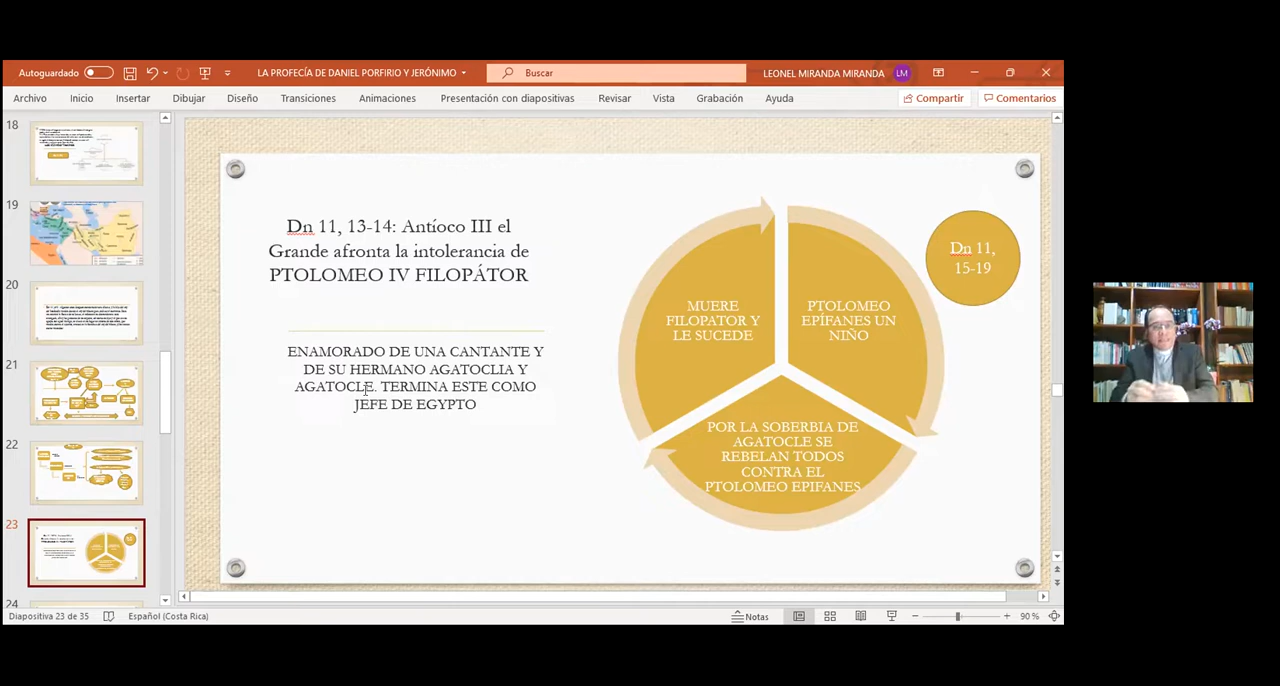 Autoguardado
LA PROFECÍA DE DANIEL PORFIRIO Y JERÓNIMO
Buscar
LEONEL MIRANDA MIRANDA
LM
Archivo
Inicio
Insertar
Dibujar
Diseño
Transiciones
Animaciones
Presentación con diapositivas
Revisar
Vista
Grabación
Ayuda
Compartir
Comentarios
18
19
20
21
22
23
24
Dn 11, 13-14: Antíoco III el
Grande afronta la intolerancia de
PTOLOMEO IV FILOPÁTOR
ENAMORADO DE UNA CANTANTE Y
DE SU HERMANO AGATOCLIA Y
AGATOCLE. TERMINA ESTE COMO
JEFE DE EGYPTO
MUERE
FILOPATOR Y
LE SUCEDE
PTOLOMEO
EPÍFANES UN
NIÑO
POR LA SOBERBIA DE
AGATOCLE SE
REBELAN TODOS
CONTRA EL
PTOLOMEO EPIFANES
Dn 11,
15-19
Diapositiva 23 de 35
Español (Costa Rica)
Notas
90 %